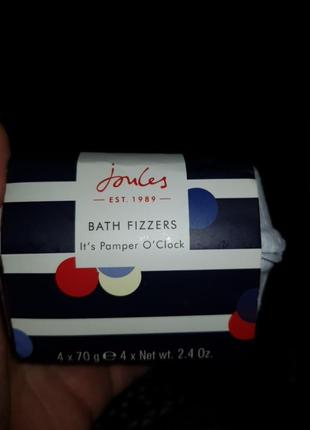 Joules
EST. 1989
BATH FIZZERS
It's Pamper O'Clock
4 x 70 g ℮ 4 x Net wt. 2.4 Oz.